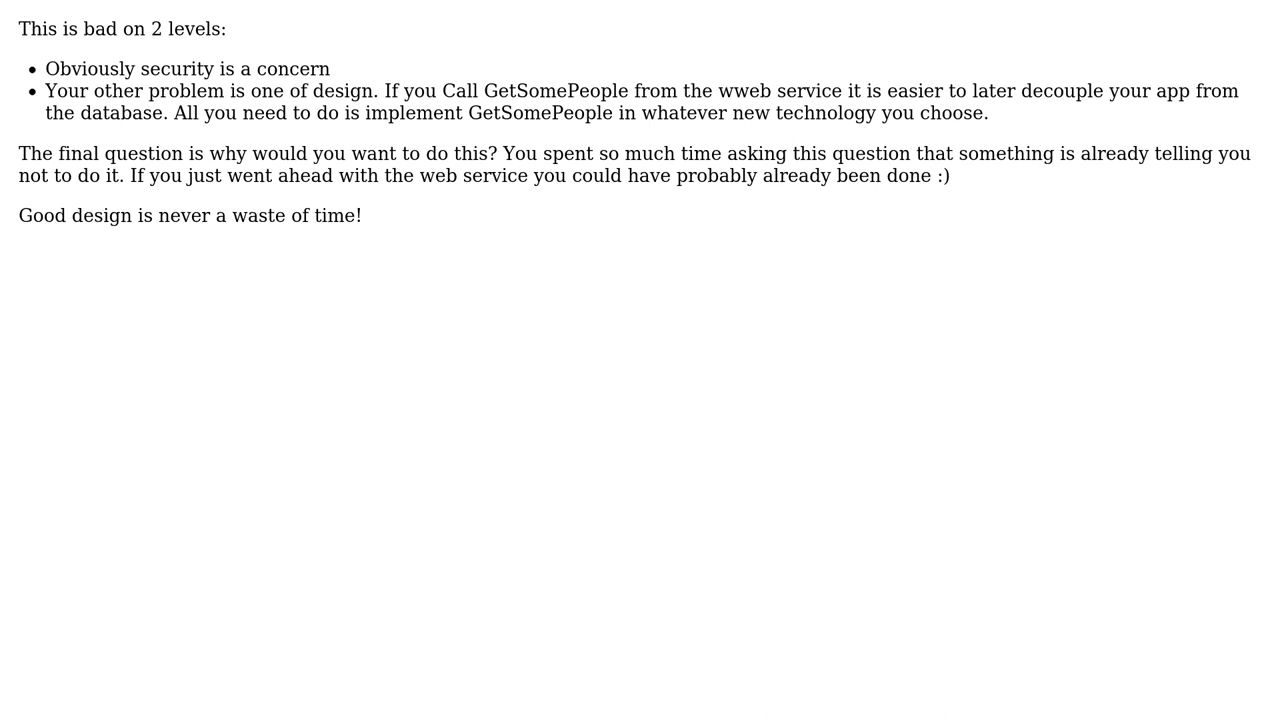 This is bad on 2 levels:
• Obviously security is a concern
• Your other problem is one of design. If you Call GetSomePeople from the wweb service it is easier to later decouple your app from
the database. All you need to do is implement GetSomePeople in whatever new technology you choose.
The final question is why would you want to do this? You spent so much time asking this question that something is already telling you
not to do it. If you just went ahead with the web service you could have probably already been done :)
Good design is never a waste of time!